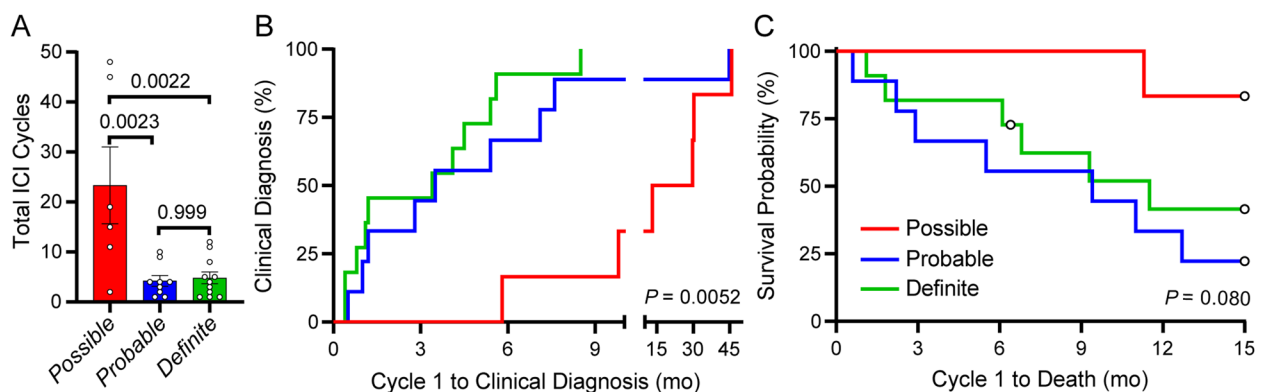 A
Total ICI Cycles
50
40
30
20
10
0
0.0022
0.0023
0.999
Possible
Probable
Definite
B
Clinical Diagnosis (%)
100
75
50
25
0
P = 0.0052
0 3 6 9 15 30 45
Cycle 1 to Clinical Diagnosis (mo)
C
Survival Probability (%)
100
75
50
25
0
Possible
Probable
Definite
P = 0.080
0 3 6 9 12 15
Cycle 1 to Death (mo)